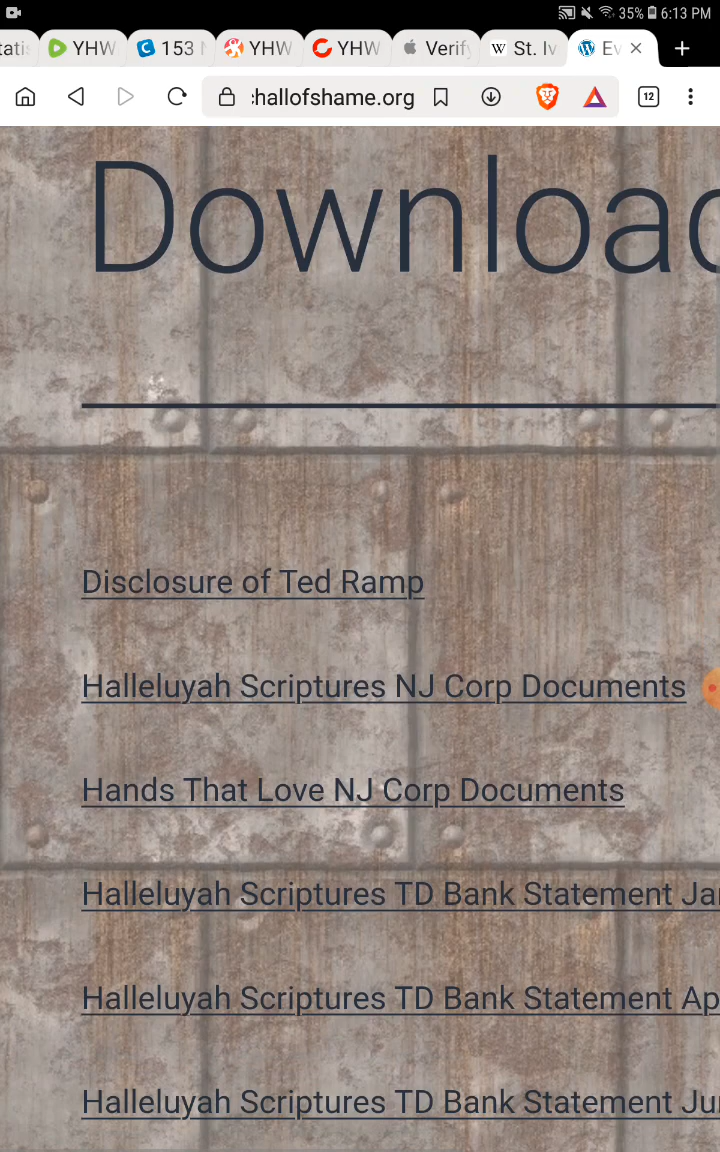 35% 6:13 PM
YHW 153 YHW YHW Verify St. Iv Ev
hallofshame.org 12
Download
Disclosure of Ted Ramp
Halleluyah Scriptures NJ Corp Documents
Hands That Love NJ Corp Documents
Halleluyah Scriptures TD Bank Statement Ja
Halleluyah Scriptures TD Bank Statement Ap
Halleluyah Scriptures TD Bank Statement Ju